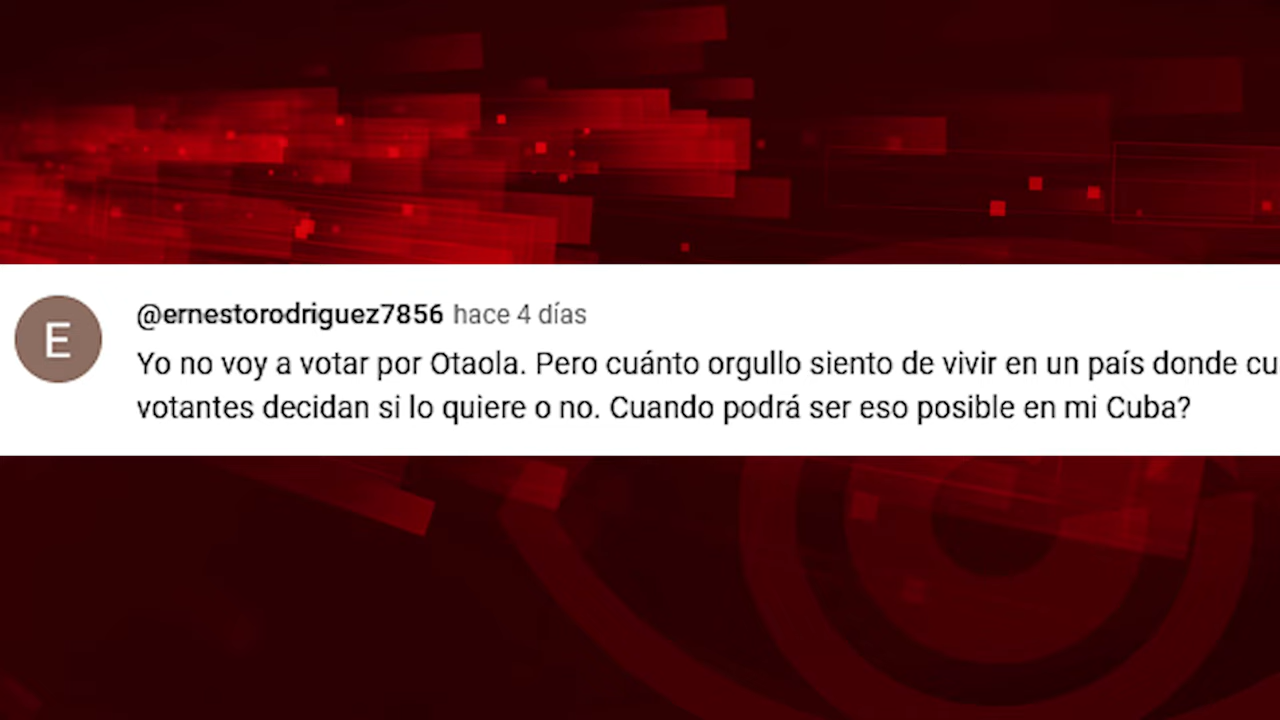 E
@ernestorodriguez7856 hace 4 días
Yo no voy a votar por Otaola. Pero cuánto orgullo siento de vivir en un país donde cu
votantes decidan si lo quiere o no. Cuando podrá ser eso posible en mi Cuba?